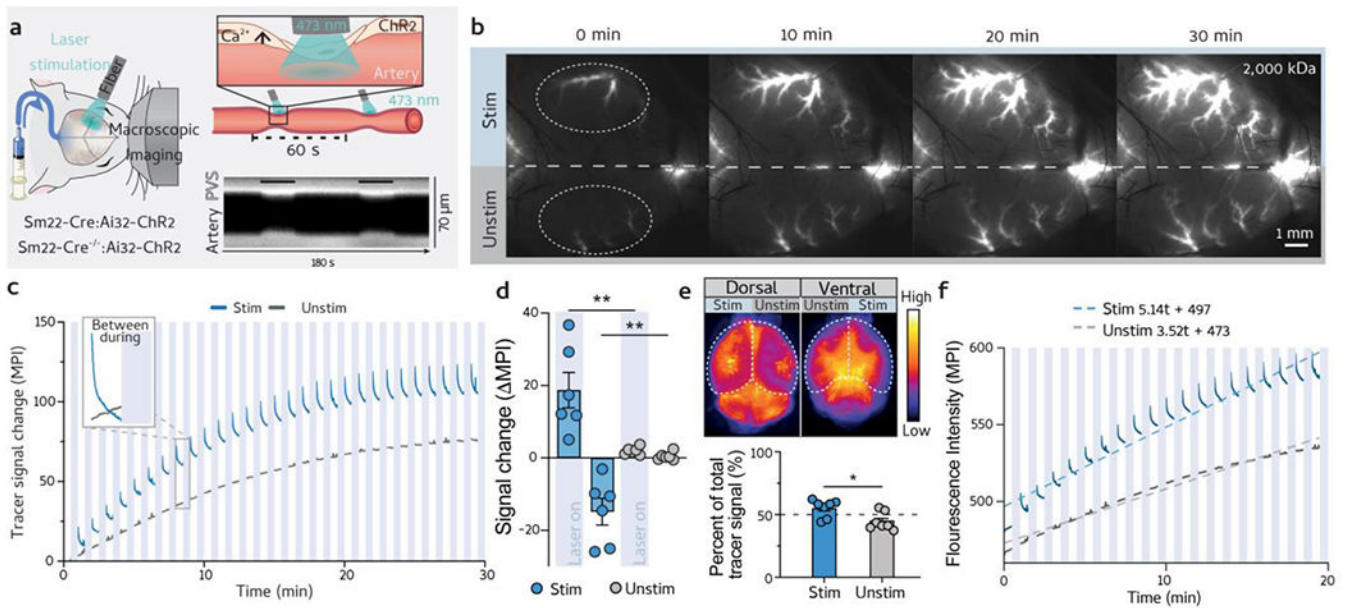 a
Laser
stimulation
Fiber
Macroscopic
Imaging
Sm22-Cre:Ai32-ChR2
Sm22-Cre-/-:Ai32-ChR2
473 nm
ChR2
Ca2+
Artery
473 nm
60 s
Artery PVS
70 µm
180 s
b
0 min 10 min 20 min 30 min
Stim
Unstim
2,000 kDa
1 mm
c
Stim Unstim
Tracer signal change (MPI)
150
100
50
0
Between
during
0 10 20 30
Time (min)
d
Signal change (ΔMPI)
40
20
0
-20
** 
**
Laser on
Laser on
Stim Unstim
e
Dorsal Ventral
Stim Unstim Unstim Stim
High
Low
Percent of total
tracer signal (%)
100
50
0
*
Stim Unstim
f
Stim 5.14t + 497
Unstim 3.52t + 473
Flourescence Intensity (MPI)
600
550
500
0 10 20
Time (min)